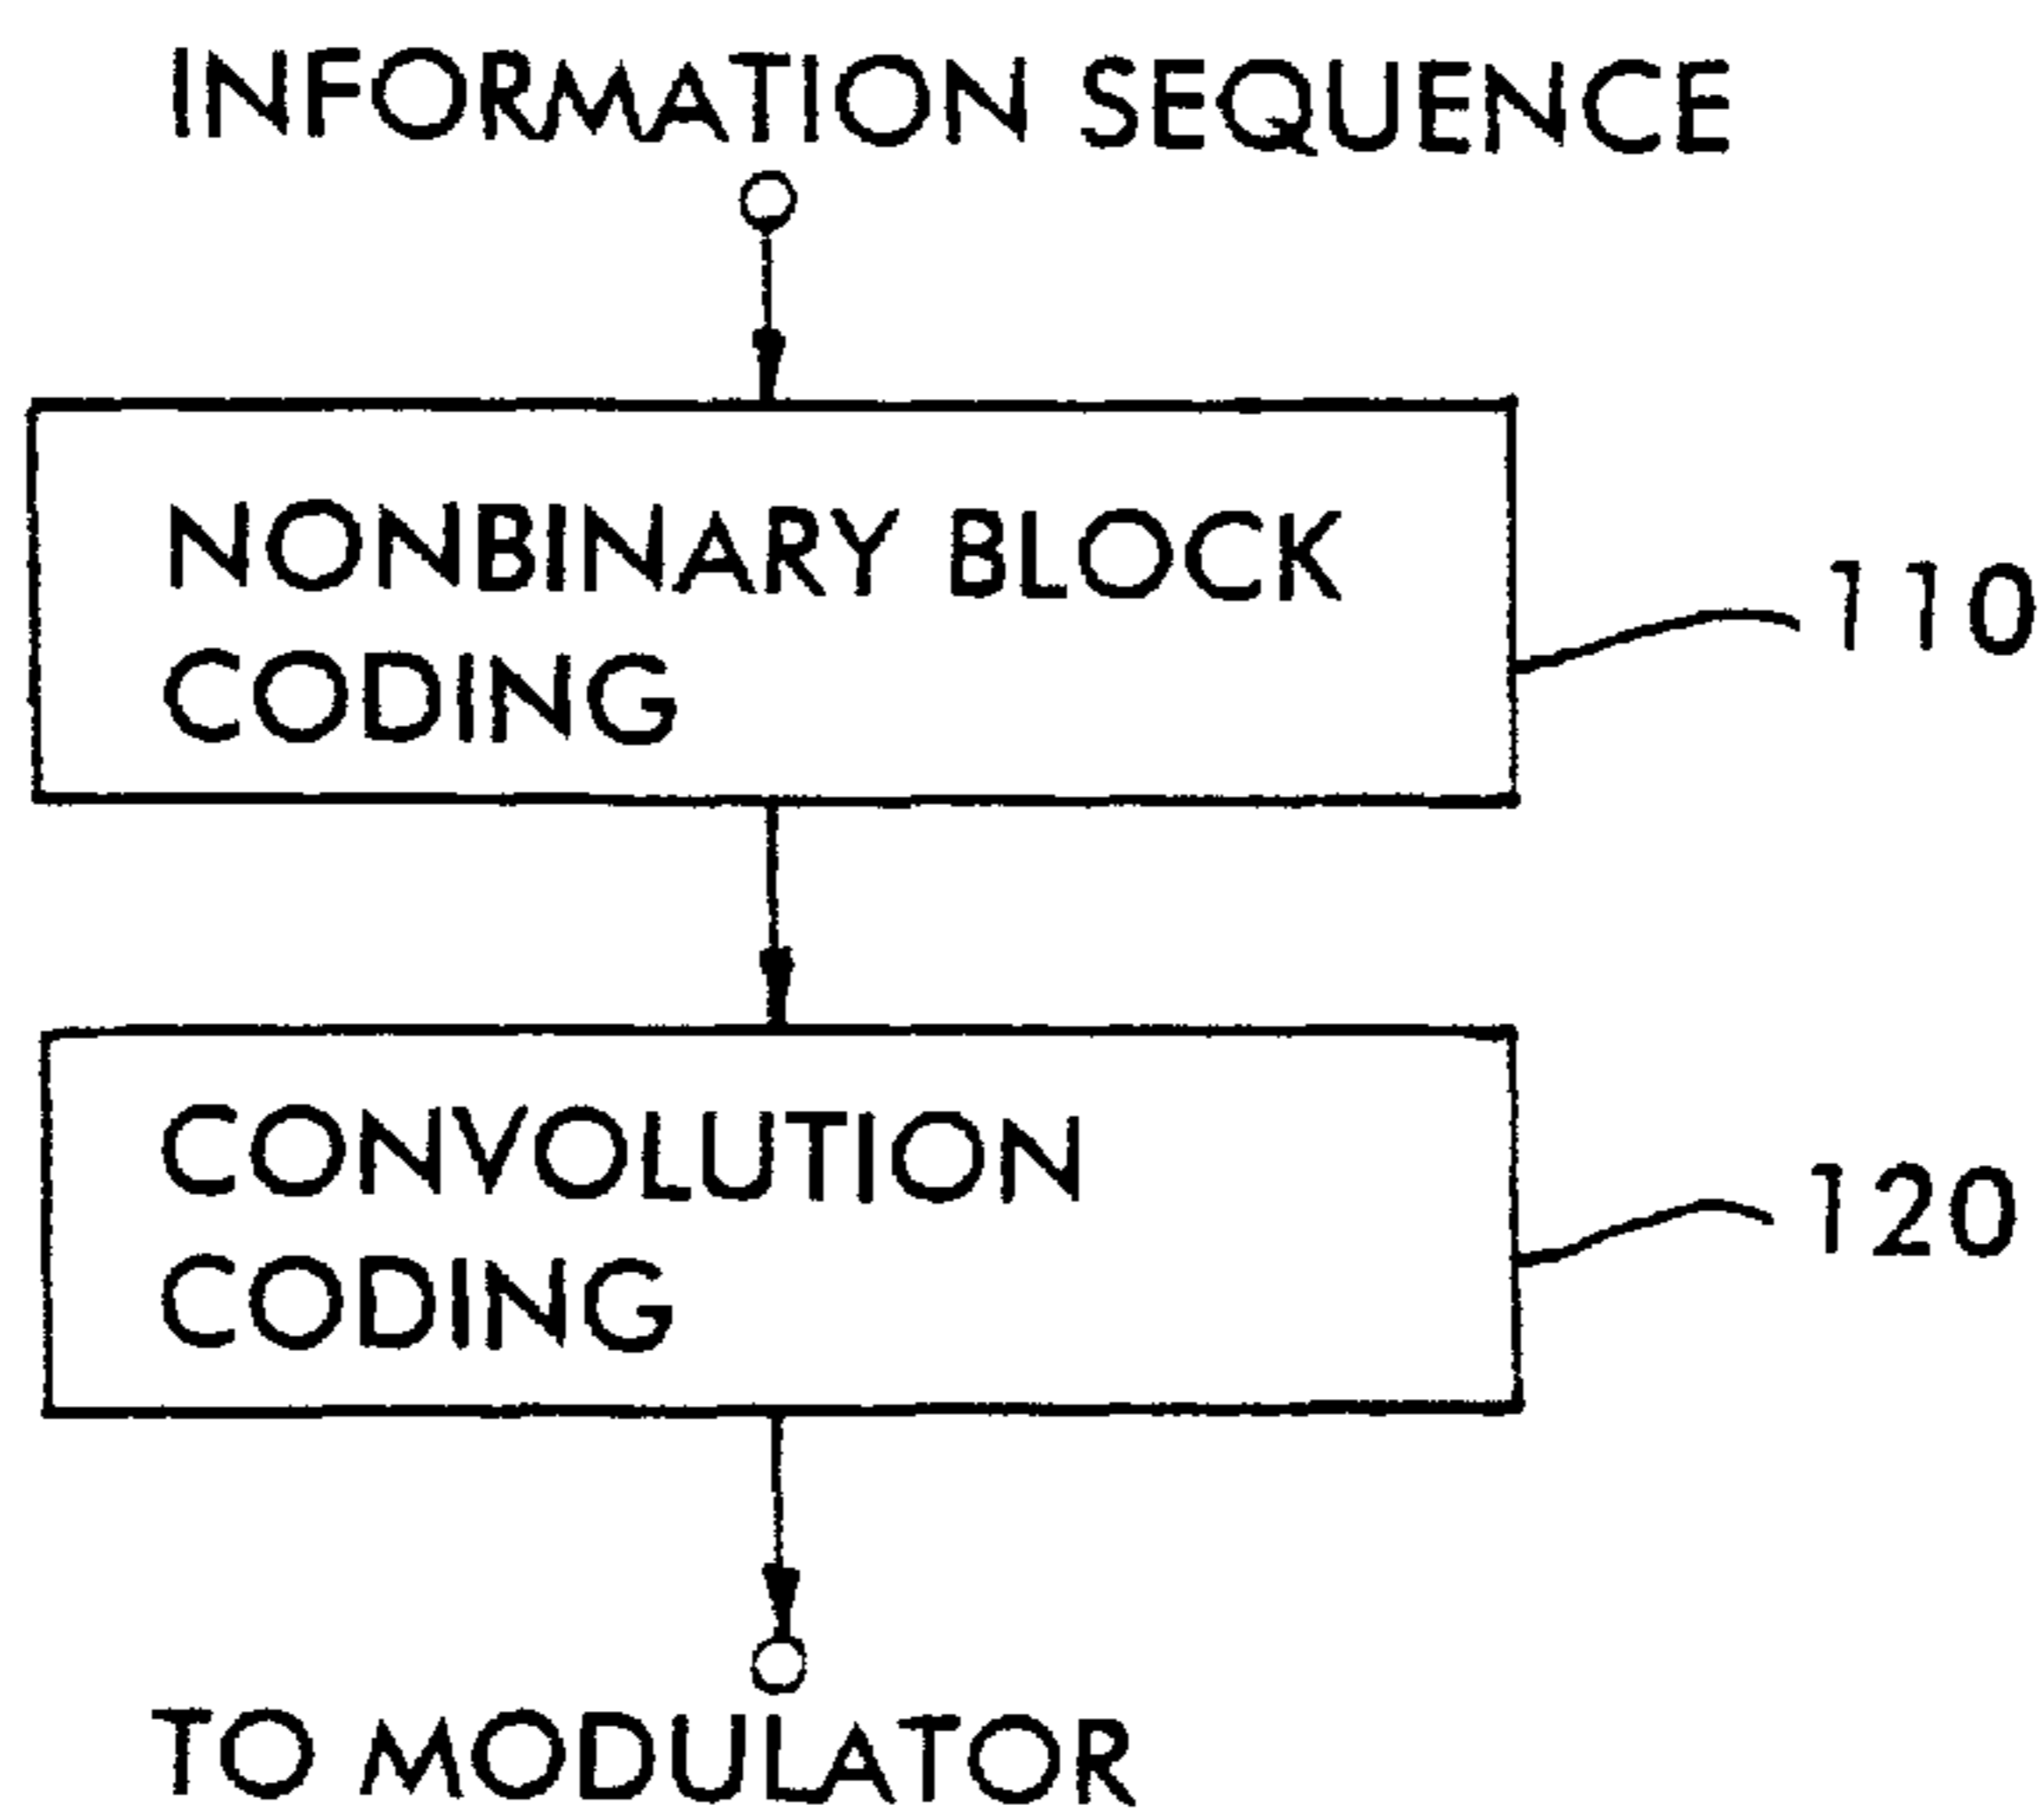 INFORMATION SEQUENCE
NONBINARY BLOCK
CODING
110
CONVOLUTION
CODING
120
TO MODULATOR